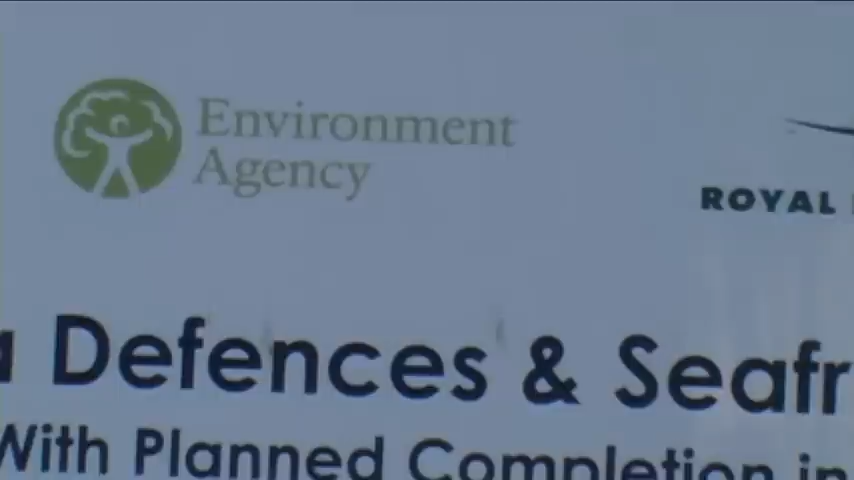 Environment
Agency
ROYAL
Defences & Seafr
With Planned Completion in